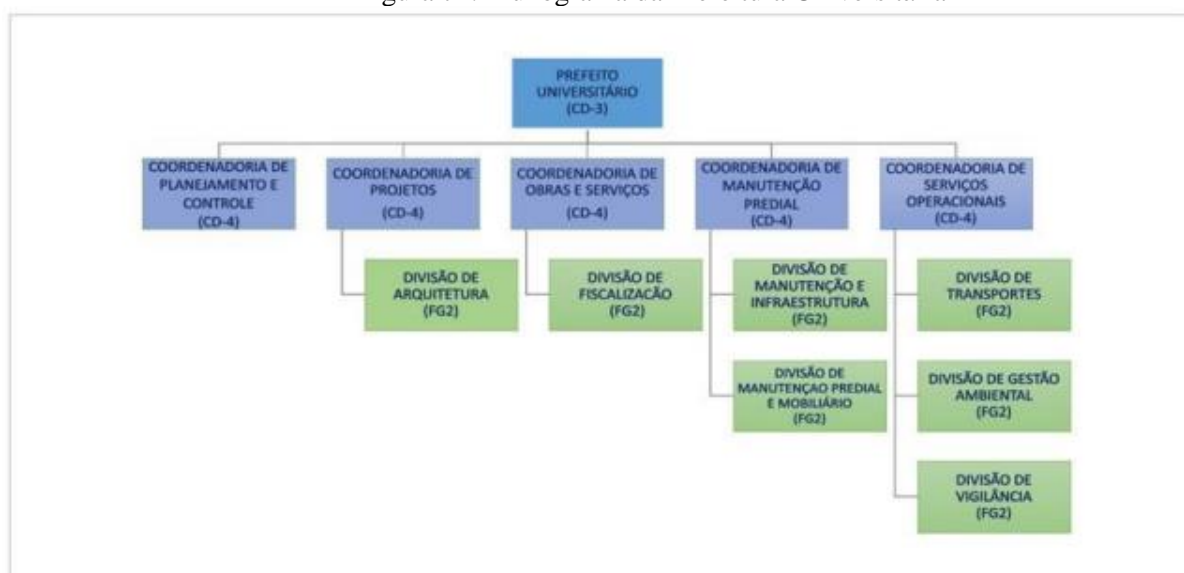 da
PREFEITO
UNIVERSITÁRIO
(CD-3)
COORDENADORIA DE
PLANEJAMENTO E
CONTROLE
(CD-4)
COORDENADORIA DE
PROJETOS
(CD-4)
COORDENADORIA DE
OBRAS E SERVIÇOS
(CD-4)
COORDENADORIA DE
MANUTENÇÃO
PREDIAL
(CD-4)
COORDENADORIA DE
SERVIÇOS
OPERACIONAIS
(CD-4)
DIVISÃO DE
ARQUITETURA
(FG2)
DIVISÃO DE
FISCALIZACÃO
(FG2)
DIVISÃO DE
MANUTENÇÃO E
INFRAESTRUTURA
(FG2)
DIVISÃO DE
TRANSPORTES
(FG2)
DIVISÃO DE
MANUTENÇAO PREDIAL
E MOBILIÁRIO
(FG2)
DIVISÃO DE GESTÃO
AMBIENTAL
(FG2)
DIVISÃO DE
VIGILÂNCIA
(FG2)